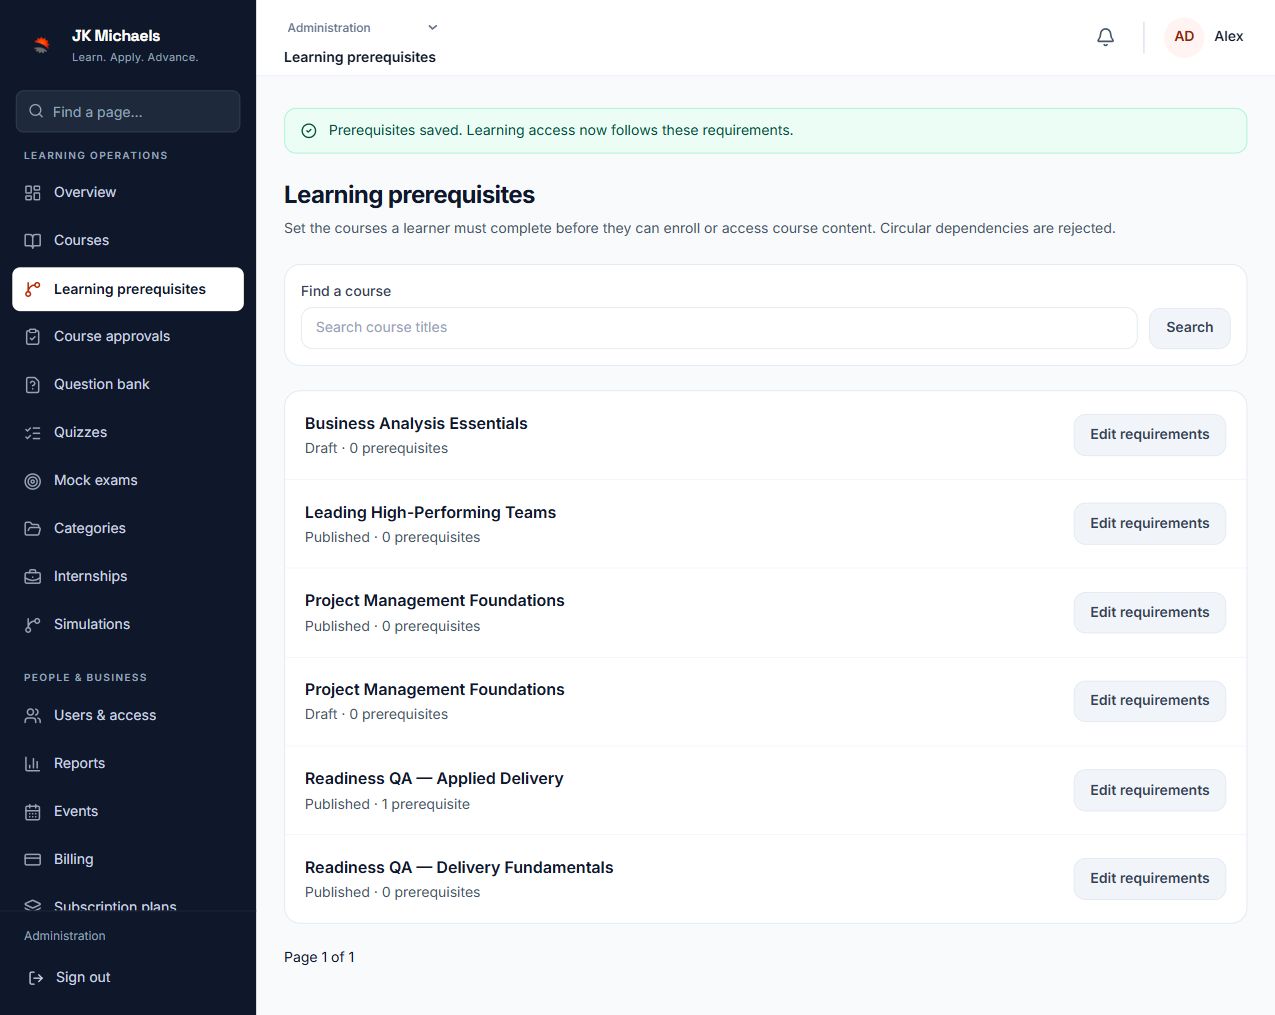 JK Michaels
Learn. Apply. Advance.
Find a page...
LEARNING OPERATIONS
Overview
Courses
Learning prerequisites
Course approvals
Question bank
Quizzes
Mock exams
Categories
Internships
Simulations
PEOPLE & BUSINESS
Users & access
Reports
Events
Billing
Subscription plans
Administration
Sign out
Administration
Learning prerequisites
AD
Alex
Prerequisites saved. Learning access now follows these requirements.
Learning prerequisites
Set the courses a learner must complete before they can enroll or access course content. Circular dependencies are rejected.
Find a course
Search course titles
Search
Business Analysis Essentials
Draft · 0 prerequisites
Edit requirements
Leading High-Performing Teams
Published · 0 prerequisites
Edit requirements
Project Management Foundations
Published · 0 prerequisites
Edit requirements
Project Management Foundations
Draft · 0 prerequisites
Edit requirements
Readiness QA — Applied Delivery
Published · 1 prerequisite
Edit requirements
Readiness QA — Delivery Fundamentals
Published · 0 prerequisites
Edit requirements
Page 1 of 1